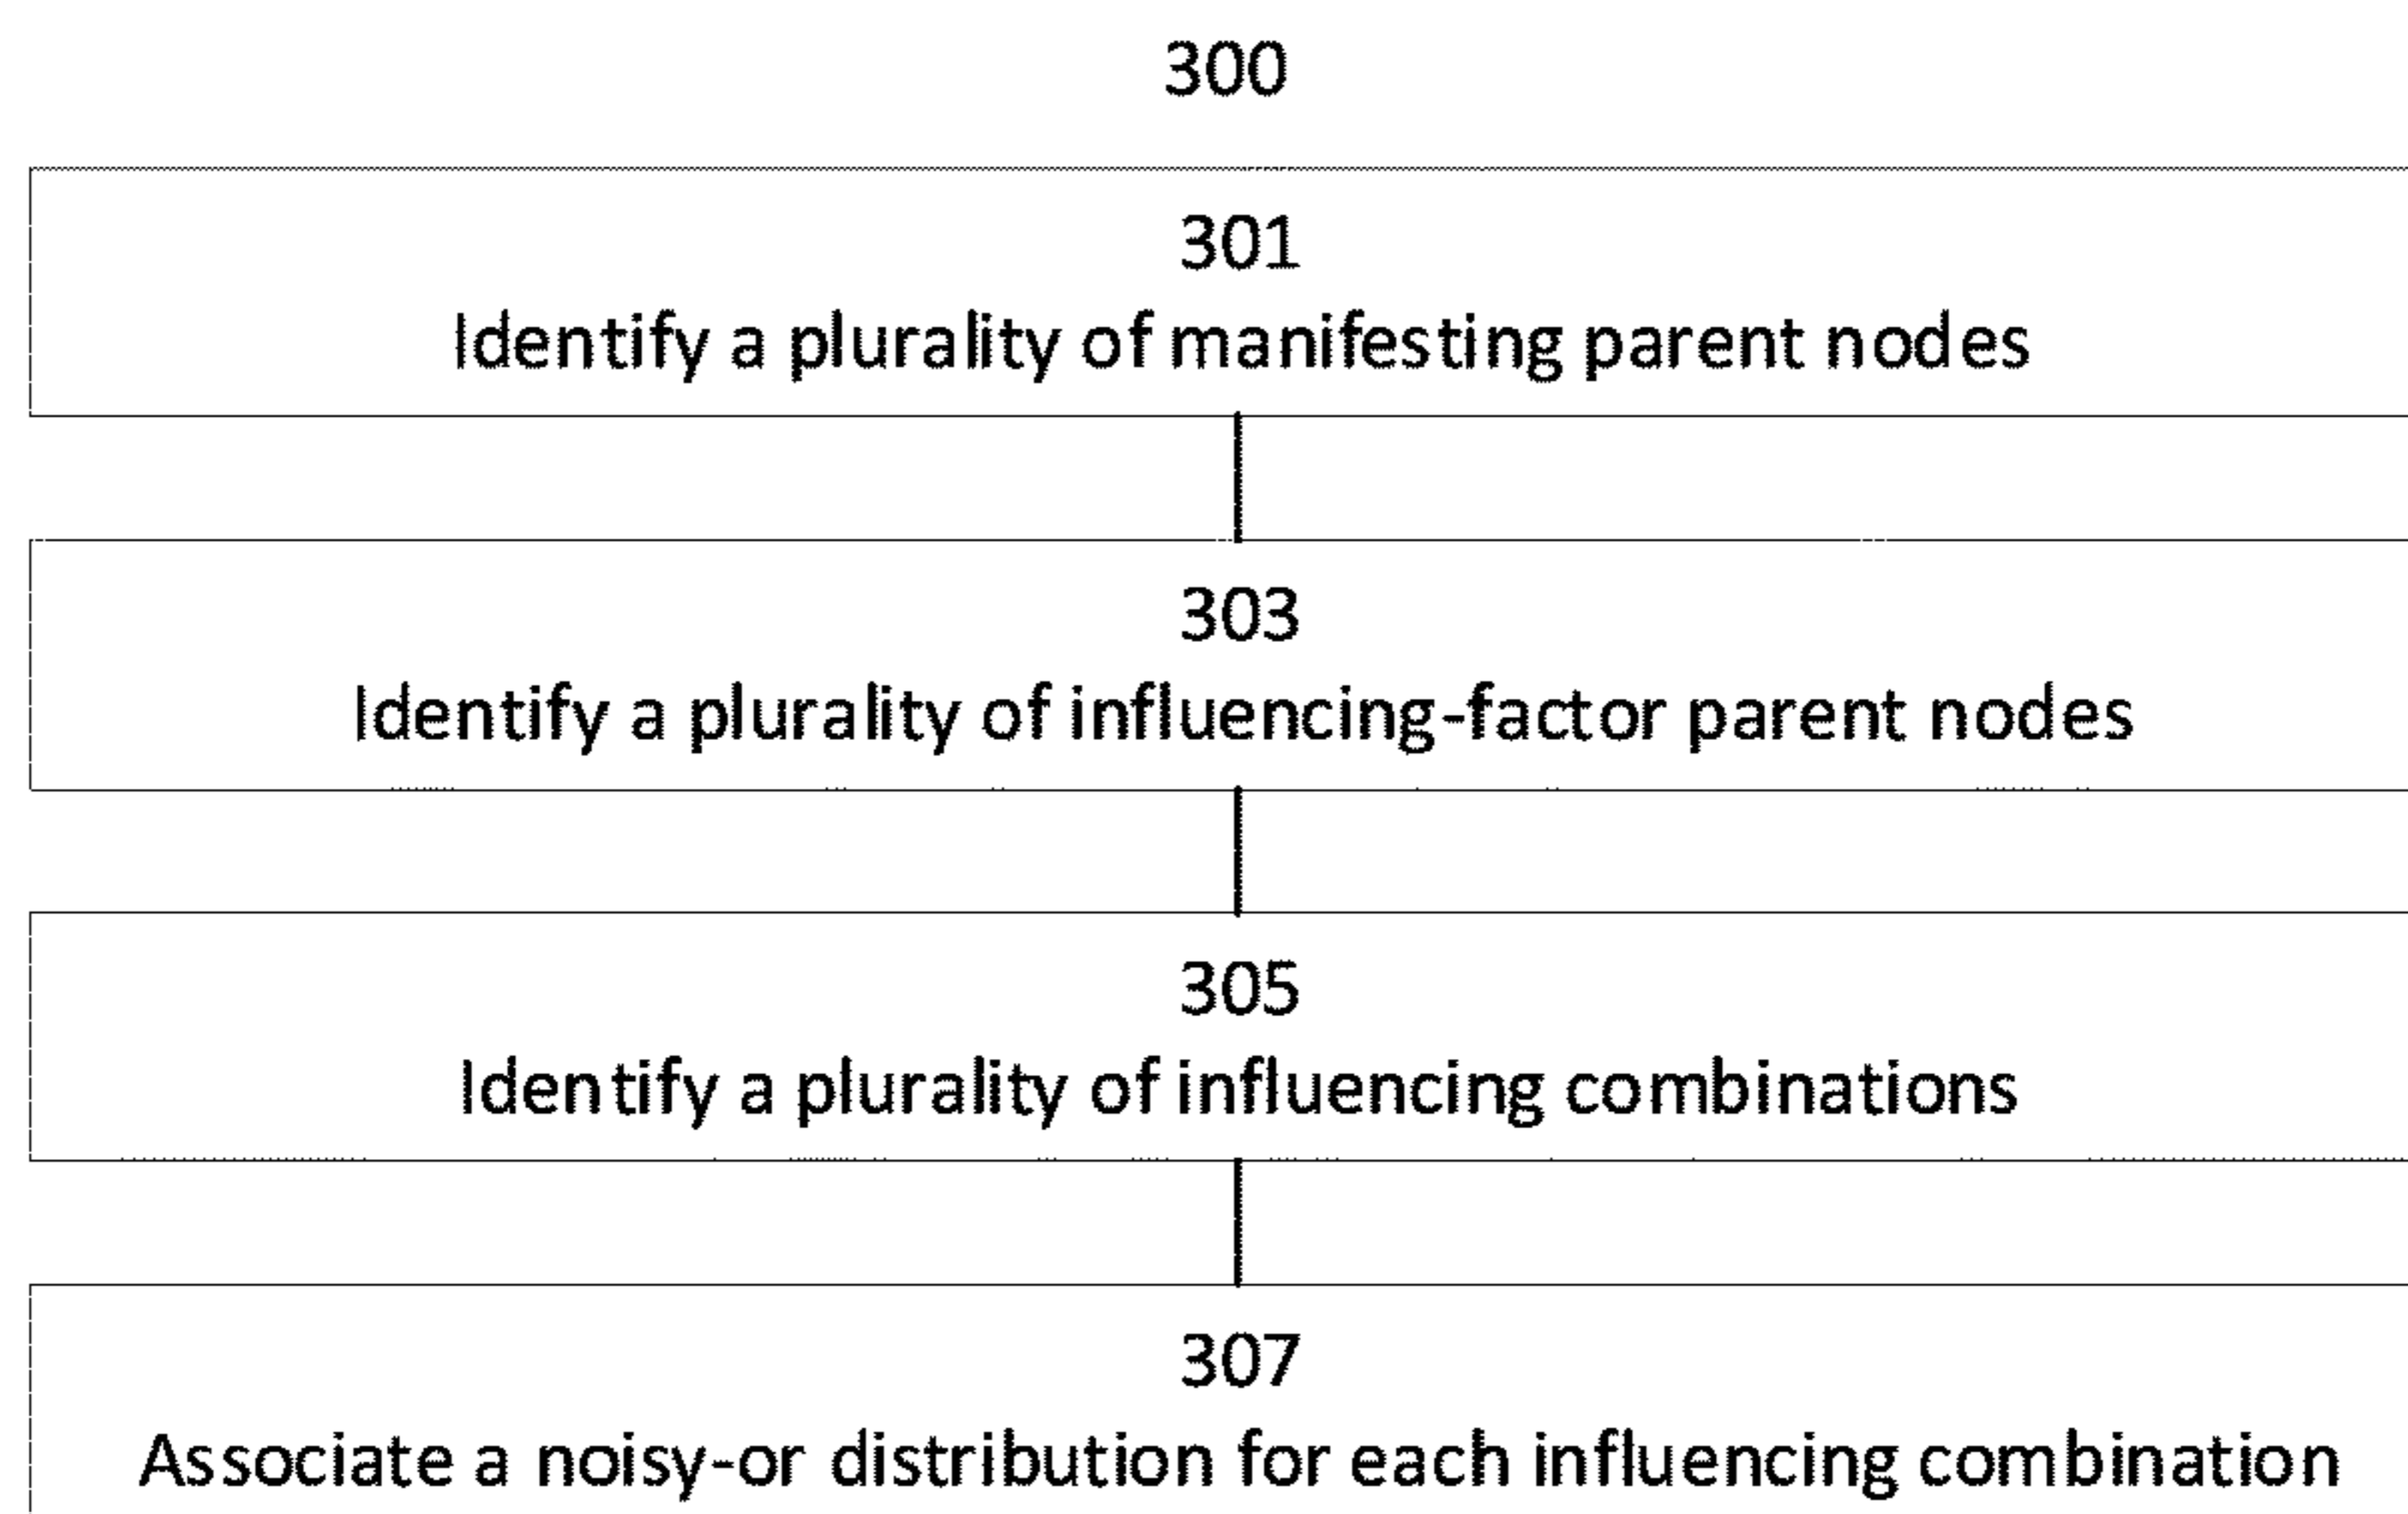 300
301
Identify a plurality of manifesting parent nodes
303
Identify a plurality of influencing-factor parent nodes
305
Identify a plurality of influencing combinations
307
Associate a noisy-or distribution for each influencing combination